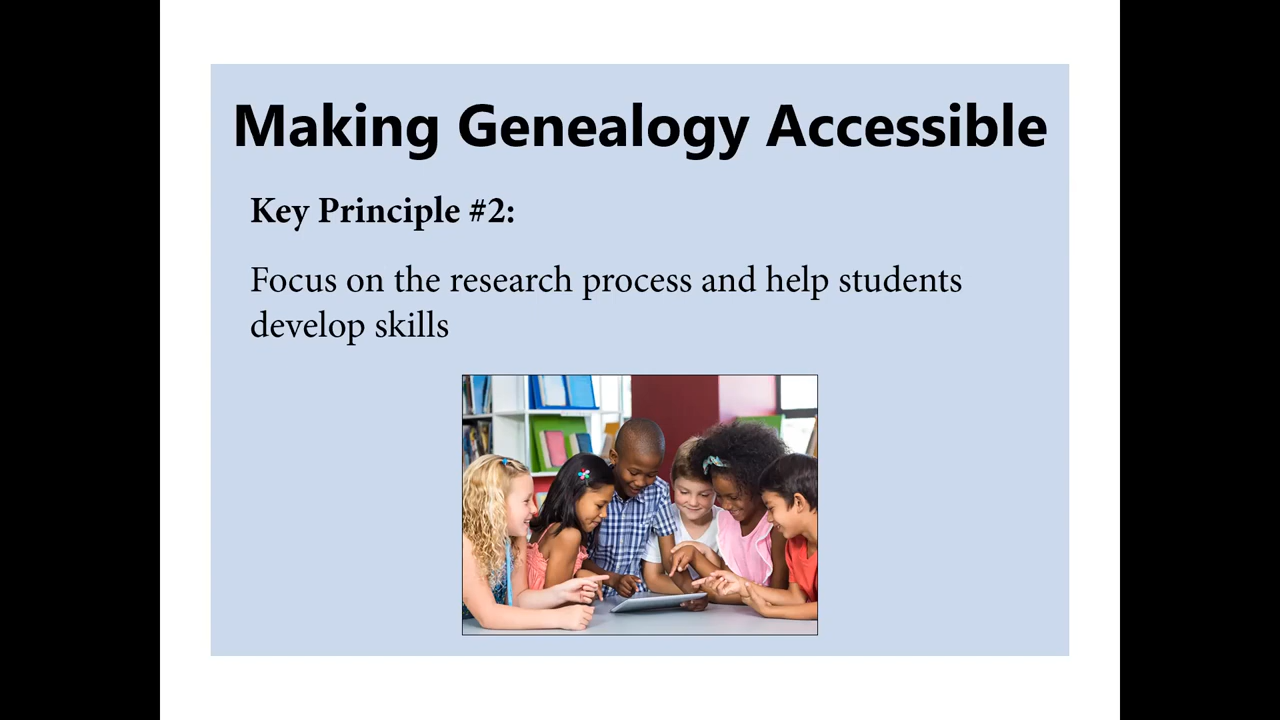 Making Genealogy Accessible
Key Principle #2:
Focus on the research process and help students
develop skills